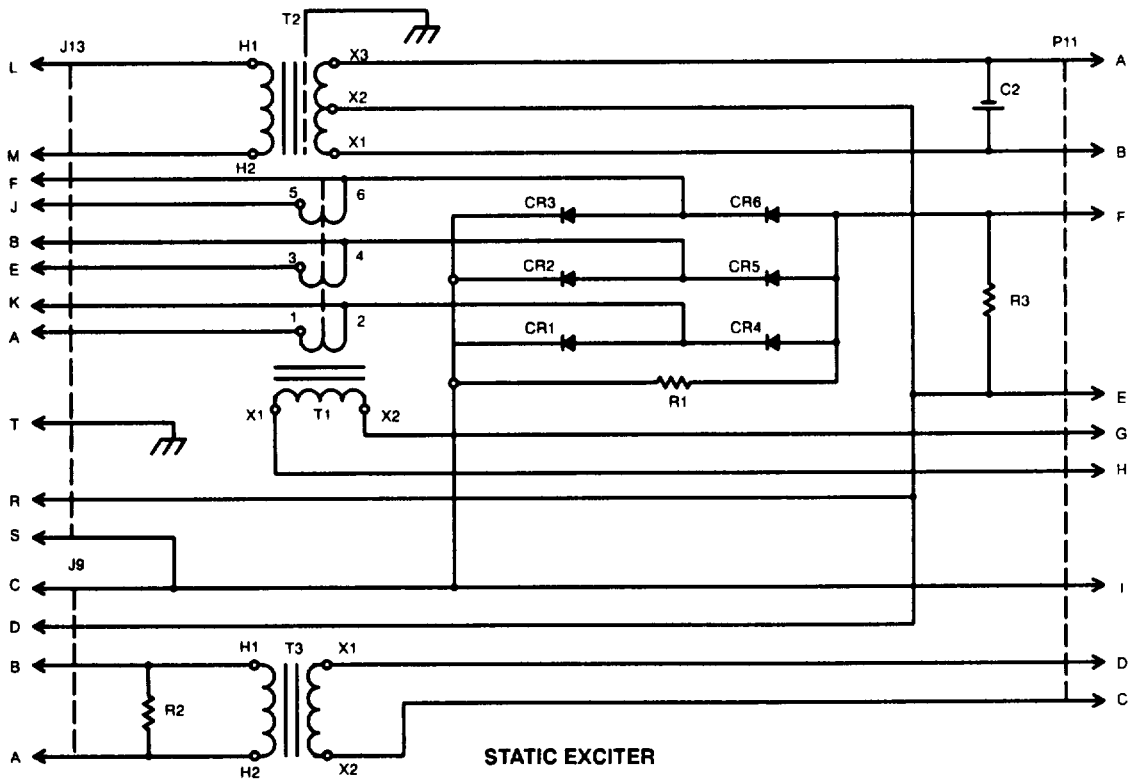 T2
J13
H1
X3
P11
L
A
X2
C2
X1
M
H2
B
F
5
6
J
CR3
CR6
F
B
3
4
E
CR2
CR5
K
R3
1
2
CR1
CR4
A
R1
E
X1
T1
X2
T
G
H
R
S
J9
C
I
D
H1
T3
X1
B
D
R2
C
A
H2
X2
STATIC EXCITER